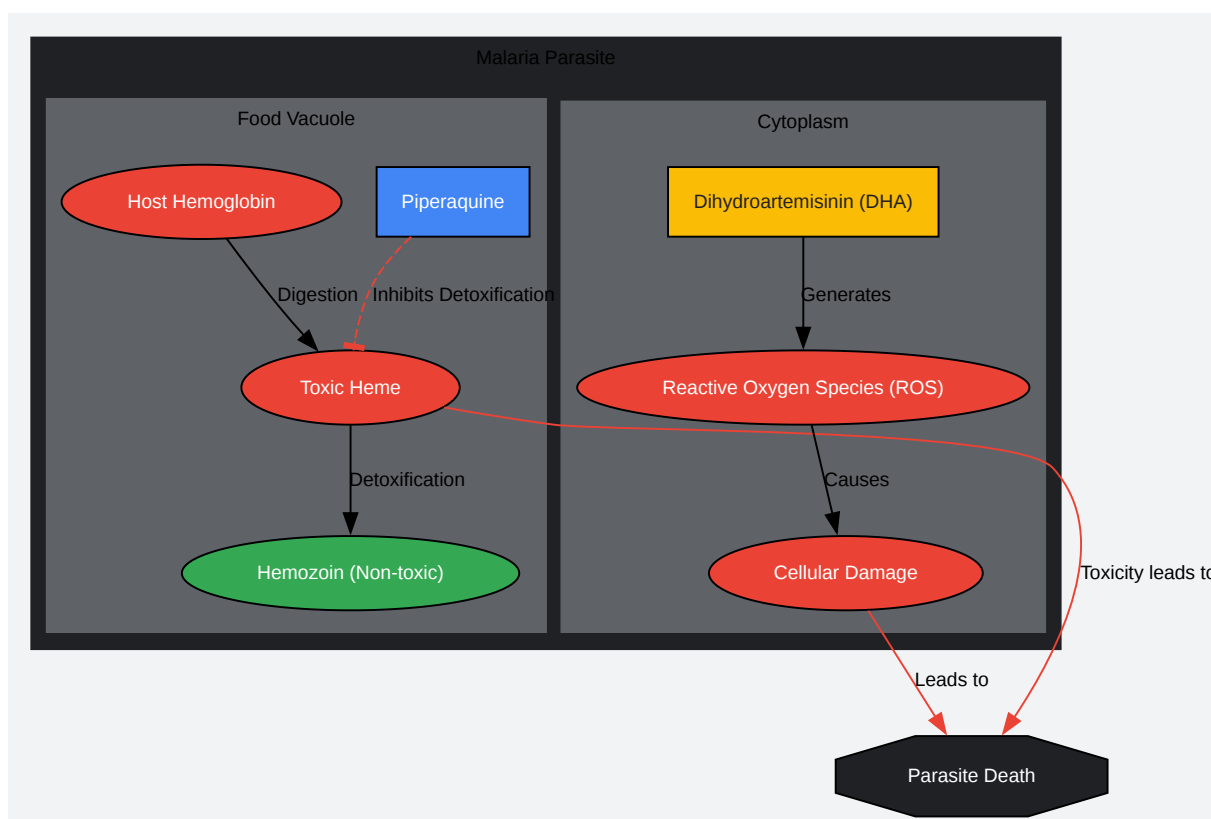 Malaria Parasite
Food Vacuole
Cytoplasm
Host Hemoglobin
Piperaquine
Dihydroartemisinin (DHA)
Digestion
Inhibits Detoxification
Generates
Toxic Heme
Reactive Oxygen Species (ROS)
Detoxification
Causes
Hemozoin (Non-toxic)
Cellular Damage
Toxicity leads to
Leads to
Parasite Death